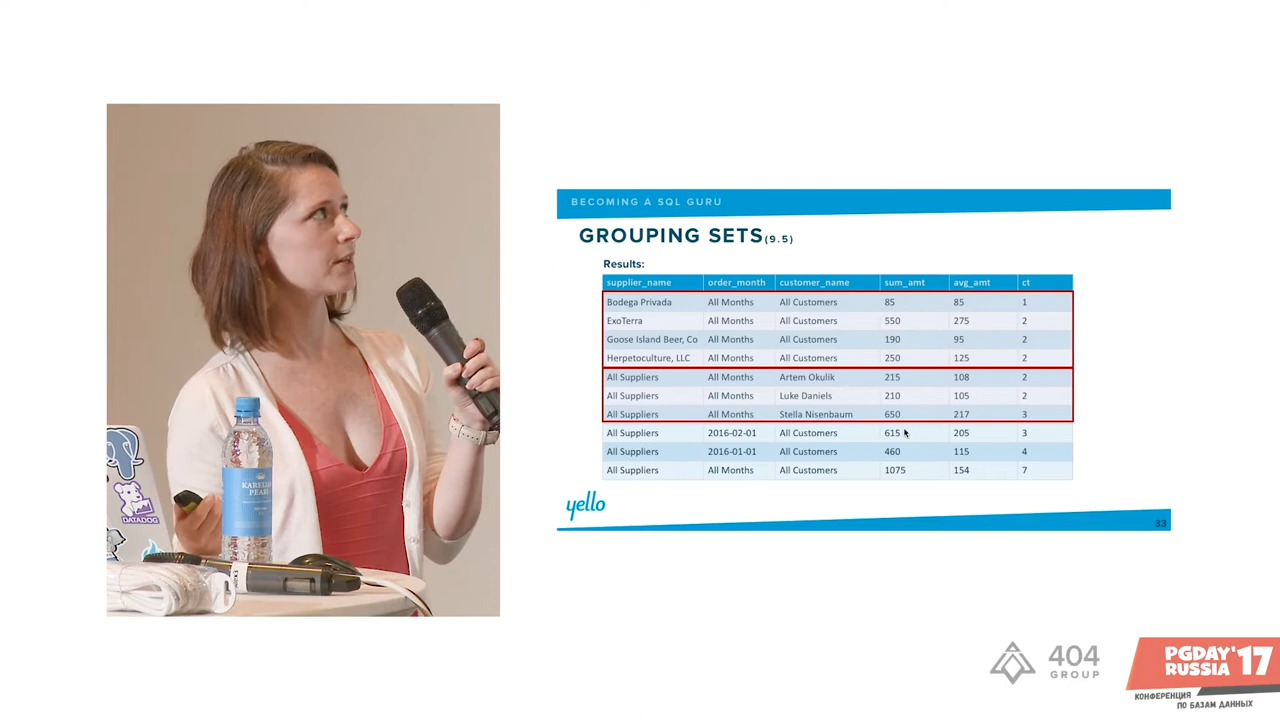 BECOMING A SQL GURU
GROUPING SETS (9.5)
Results:
supplier_name order_month customer_name sum_amt avg_amt ct
Bodega Privada All Months All Customers 85 85 1
ExoTerra All Months All Customers 550 275 2
Goose Island Beer, Co All Months All Customers 190 95 2
Herpetoculture, LLC All Months All Customers 250 125 2
All Suppliers All Months Artem Okulik 215 108 2
All Suppliers All Months Luke Daniels 210 105 2
All Suppliers All Months Stella Nisenbaum 650 217 3
All Suppliers 2016-02-01 All Customers 615 205 3
All Suppliers 2016-01-01 All Customers 460 115 4
All Suppliers All Months All Customers 1075 154 7
yello
33
DATADOG
404
GROUP
PGDAY'17
RUSSIA
КОНФЕРЕНЦИЯ
ПО БАЗАМ ДАННЫХ